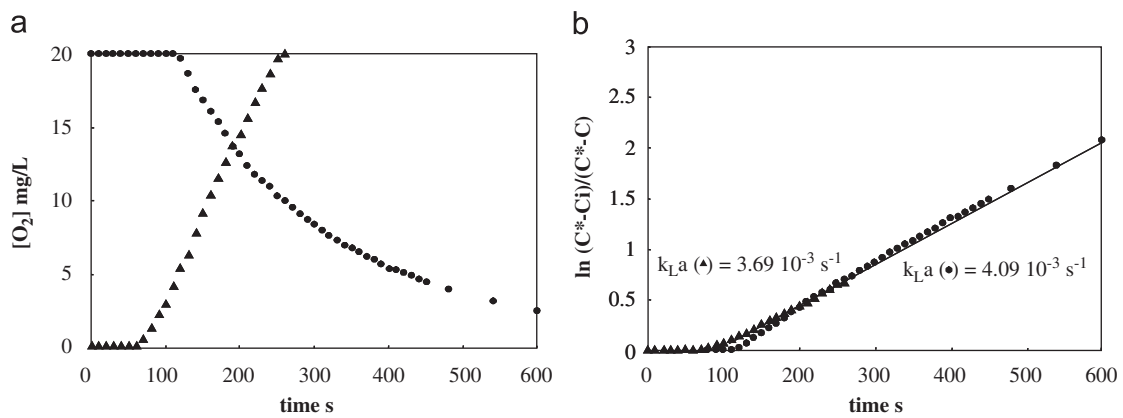 a
20
15
10
5
0
[O₂] mg/L
0 100 200 300 400 500 600
time s
b
3
2.5
2
1.5
1
0.5
0
ln (C*-Ci)/(C*-C)
k_L a (▲) = 3.69 10⁻³ s⁻¹
k_L a (●) = 4.09 10⁻³ s⁻¹
0 100 200 300 400 500 600
time s